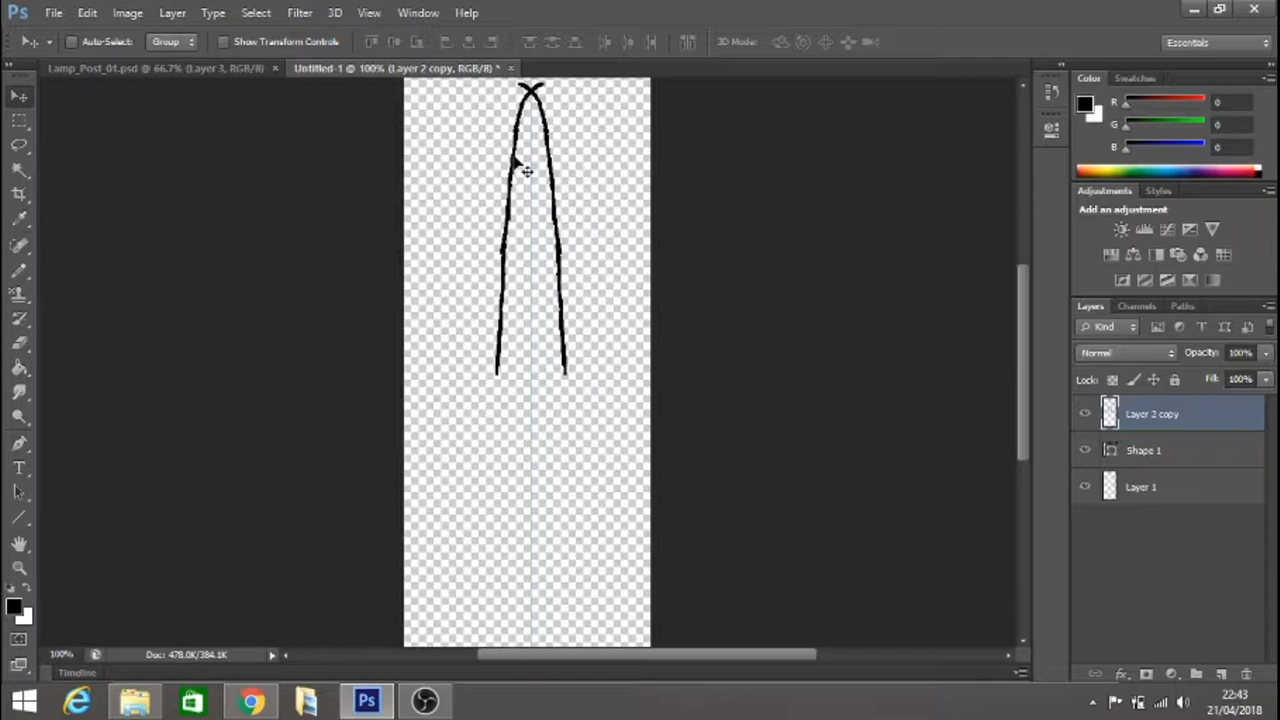 Ps File Edit Image Layer Type Select Filter 3D View Window Help
Auto-Select: Group Show Transform Controls 3D Mode: Essentials
Lamp_Post_01.psd @ 66.7% (Layer 3, RGB/8) × Untitled-1 @ 100% (Layer 2 copy, RGB/8) * ×
Color Swatches
R 0
G 0
B 0
Adjustments Styles
Add an adjustment
Layers Channels Paths
Kind
Normal Opacity: 100%
Lock: Fill: 100%
Layer 2 copy
Shape 1
Layer 1
100% Doc: 478.0K/384.1K
Timeline
Ps
22:43
21/04/2018